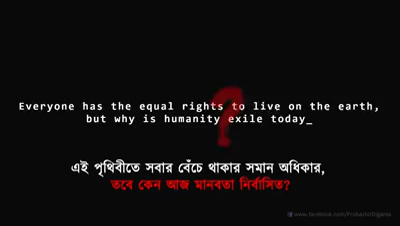 Everyone has the equal rights to live on the earth,
but why is humanity exile today_
?
এই পৃথিবীতে সবার বেঁচে থাকার সমান অধিকার,
তবে কেন আজ মানবতা নির্বাসিত?